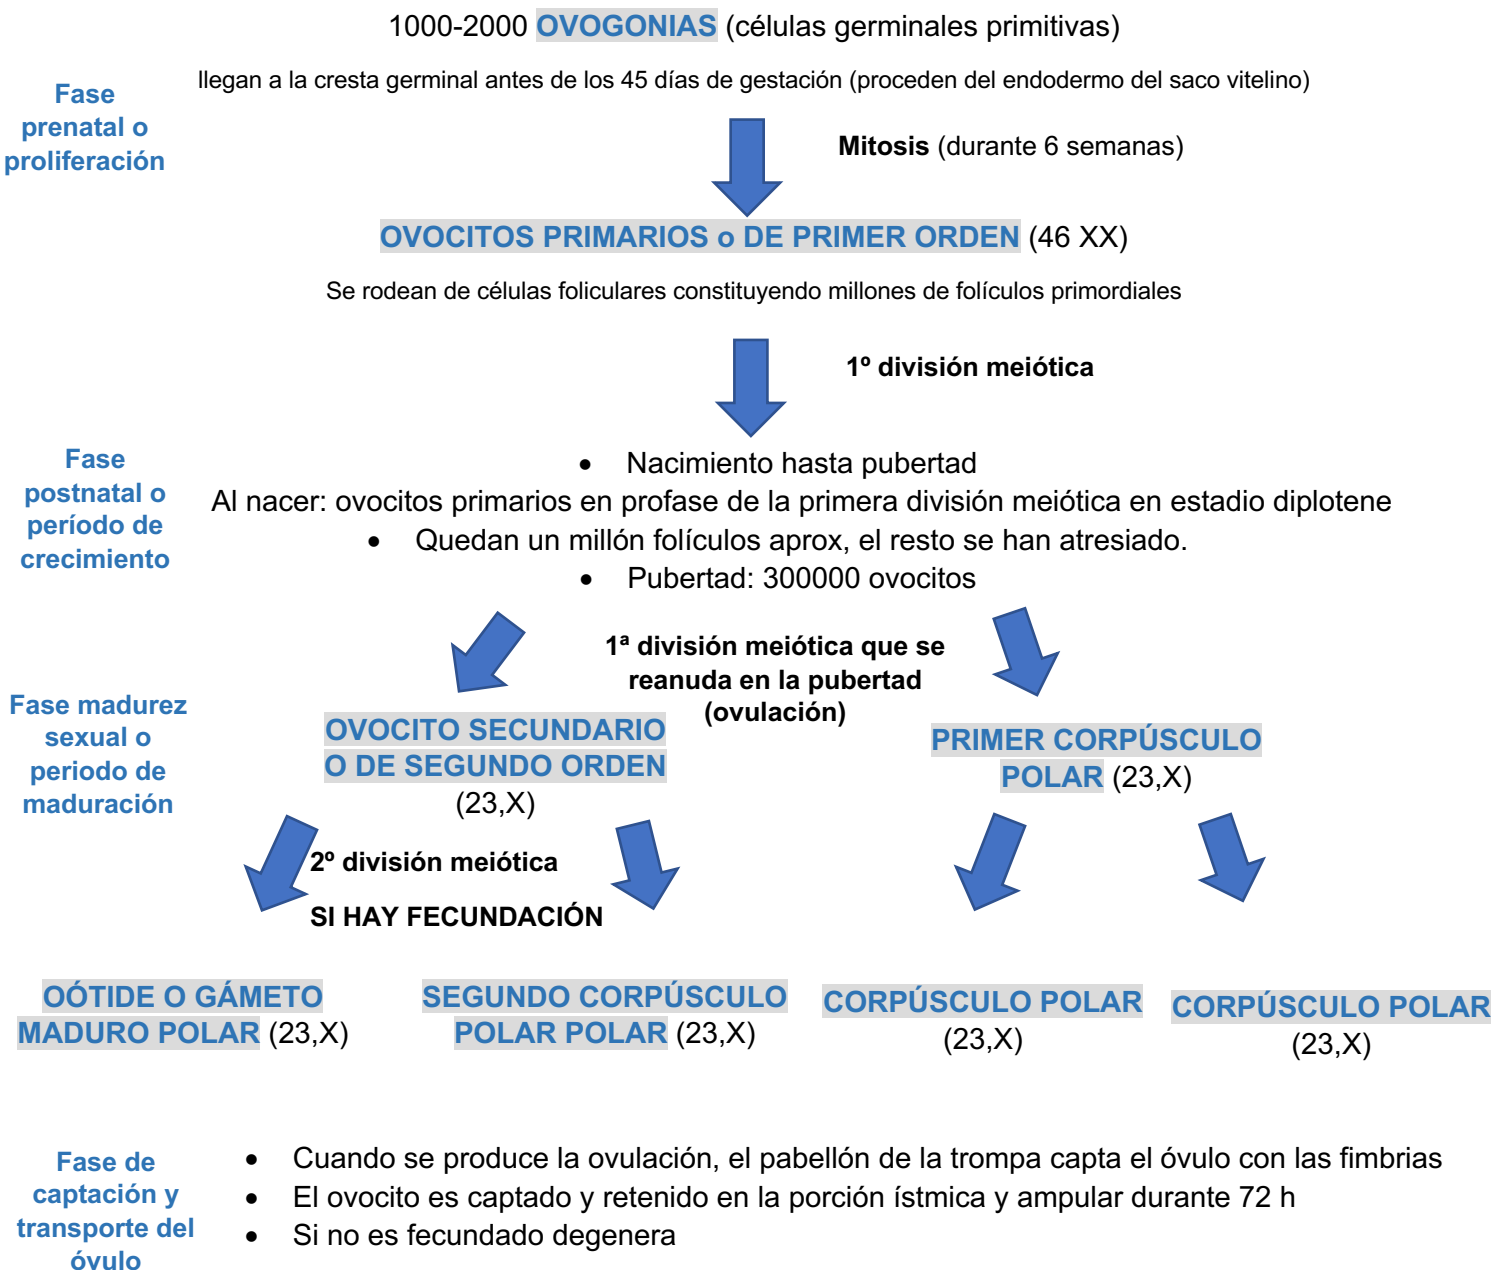 1000-2000 OVOGONIAS (células germinales primitivas)
llegan a la cresta germinal antes de los 45 días de gestación (proceden del endodermo del saco vitelino)
Fase
prenatal o
proliferación
Mitosis (durante 6 semanas)
OVOCITOS PRIMARIOS o DE PRIMER ORDEN (46 XX)
Se rodean de células foliculares constituyendo millones de folículos primordiales
1º división meiótica
Fase
postnatal o
período de
crecimiento
• Nacimiento hasta pubertad
Al nacer: ovocitos primarios en profase de la primera división meiótica en estadio diplotene
• Quedan un millón folículos aprox, el resto se han atresiado.
• Pubertad: 300000 ovocitos
1ª división meiótica que se
reanuda en la pubertad
(ovulación)
Fase madurez
sexual o
periodo de
maduración
OVOCITO SECUNDARIO
O DE SEGUNDO ORDEN
(23,X)
PRIMER CORPÚSCULO
POLAR (23,X)
2º división meiótica
SI HAY FECUNDACIÓN
OÓTIDE O GÁMETO
MADURO POLAR (23,X)
SEGUNDO CORPÚSCULO
POLAR POLAR (23,X)
CORPÚSCULO POLAR
(23,X)
CORPÚSCULO POLAR
(23,X)
Fase de
captación y
transporte del
óvulo
• Cuando se produce la ovulación, el pabellón de la trompa capta el óvulo con las fimbrias
• El ovocito es captado y retenido en la porción ístmica y ampular durante 72 h
• Si no es fecundado degenera